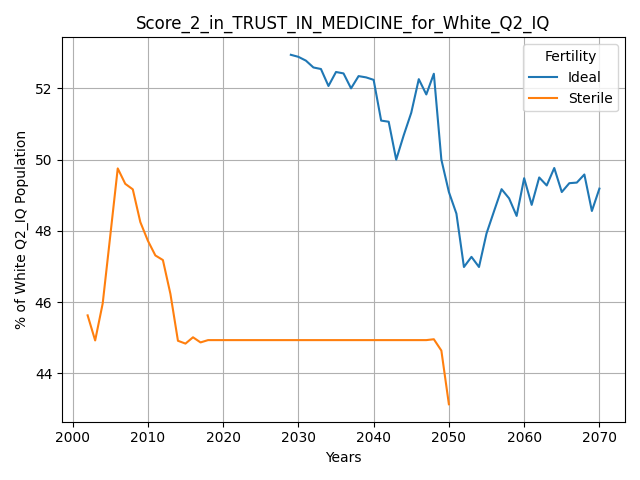 Score_2_in_TRUST_IN_MEDICINE_for_White_Q2_IQ
Fertility
Ideal
Sterile
% of White Q2_IQ Population
52
50
48
46
44
2000 2010 2020 2030 2040 2050 2060 2070
Years